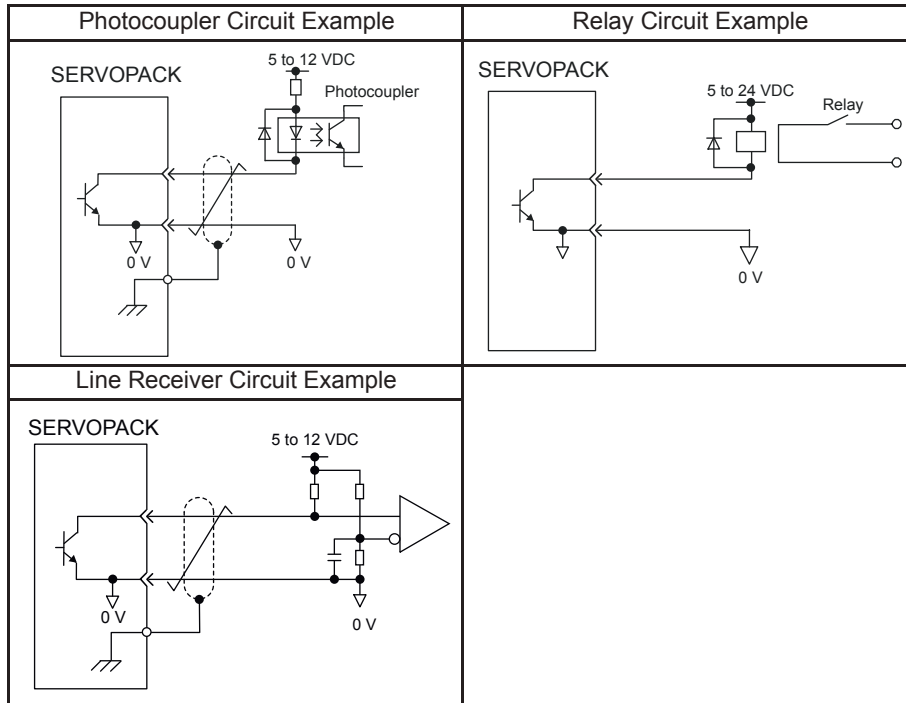 Photocoupler Circuit Example
SERVOPACK
5 to 12 VDC
Photocoupler
0 V
0 V
Relay Circuit Example
SERVOPACK
5 to 24 VDC
Relay
0 V
Line Receiver Circuit Example
SERVOPACK
5 to 12 VDC
0 V
0 V